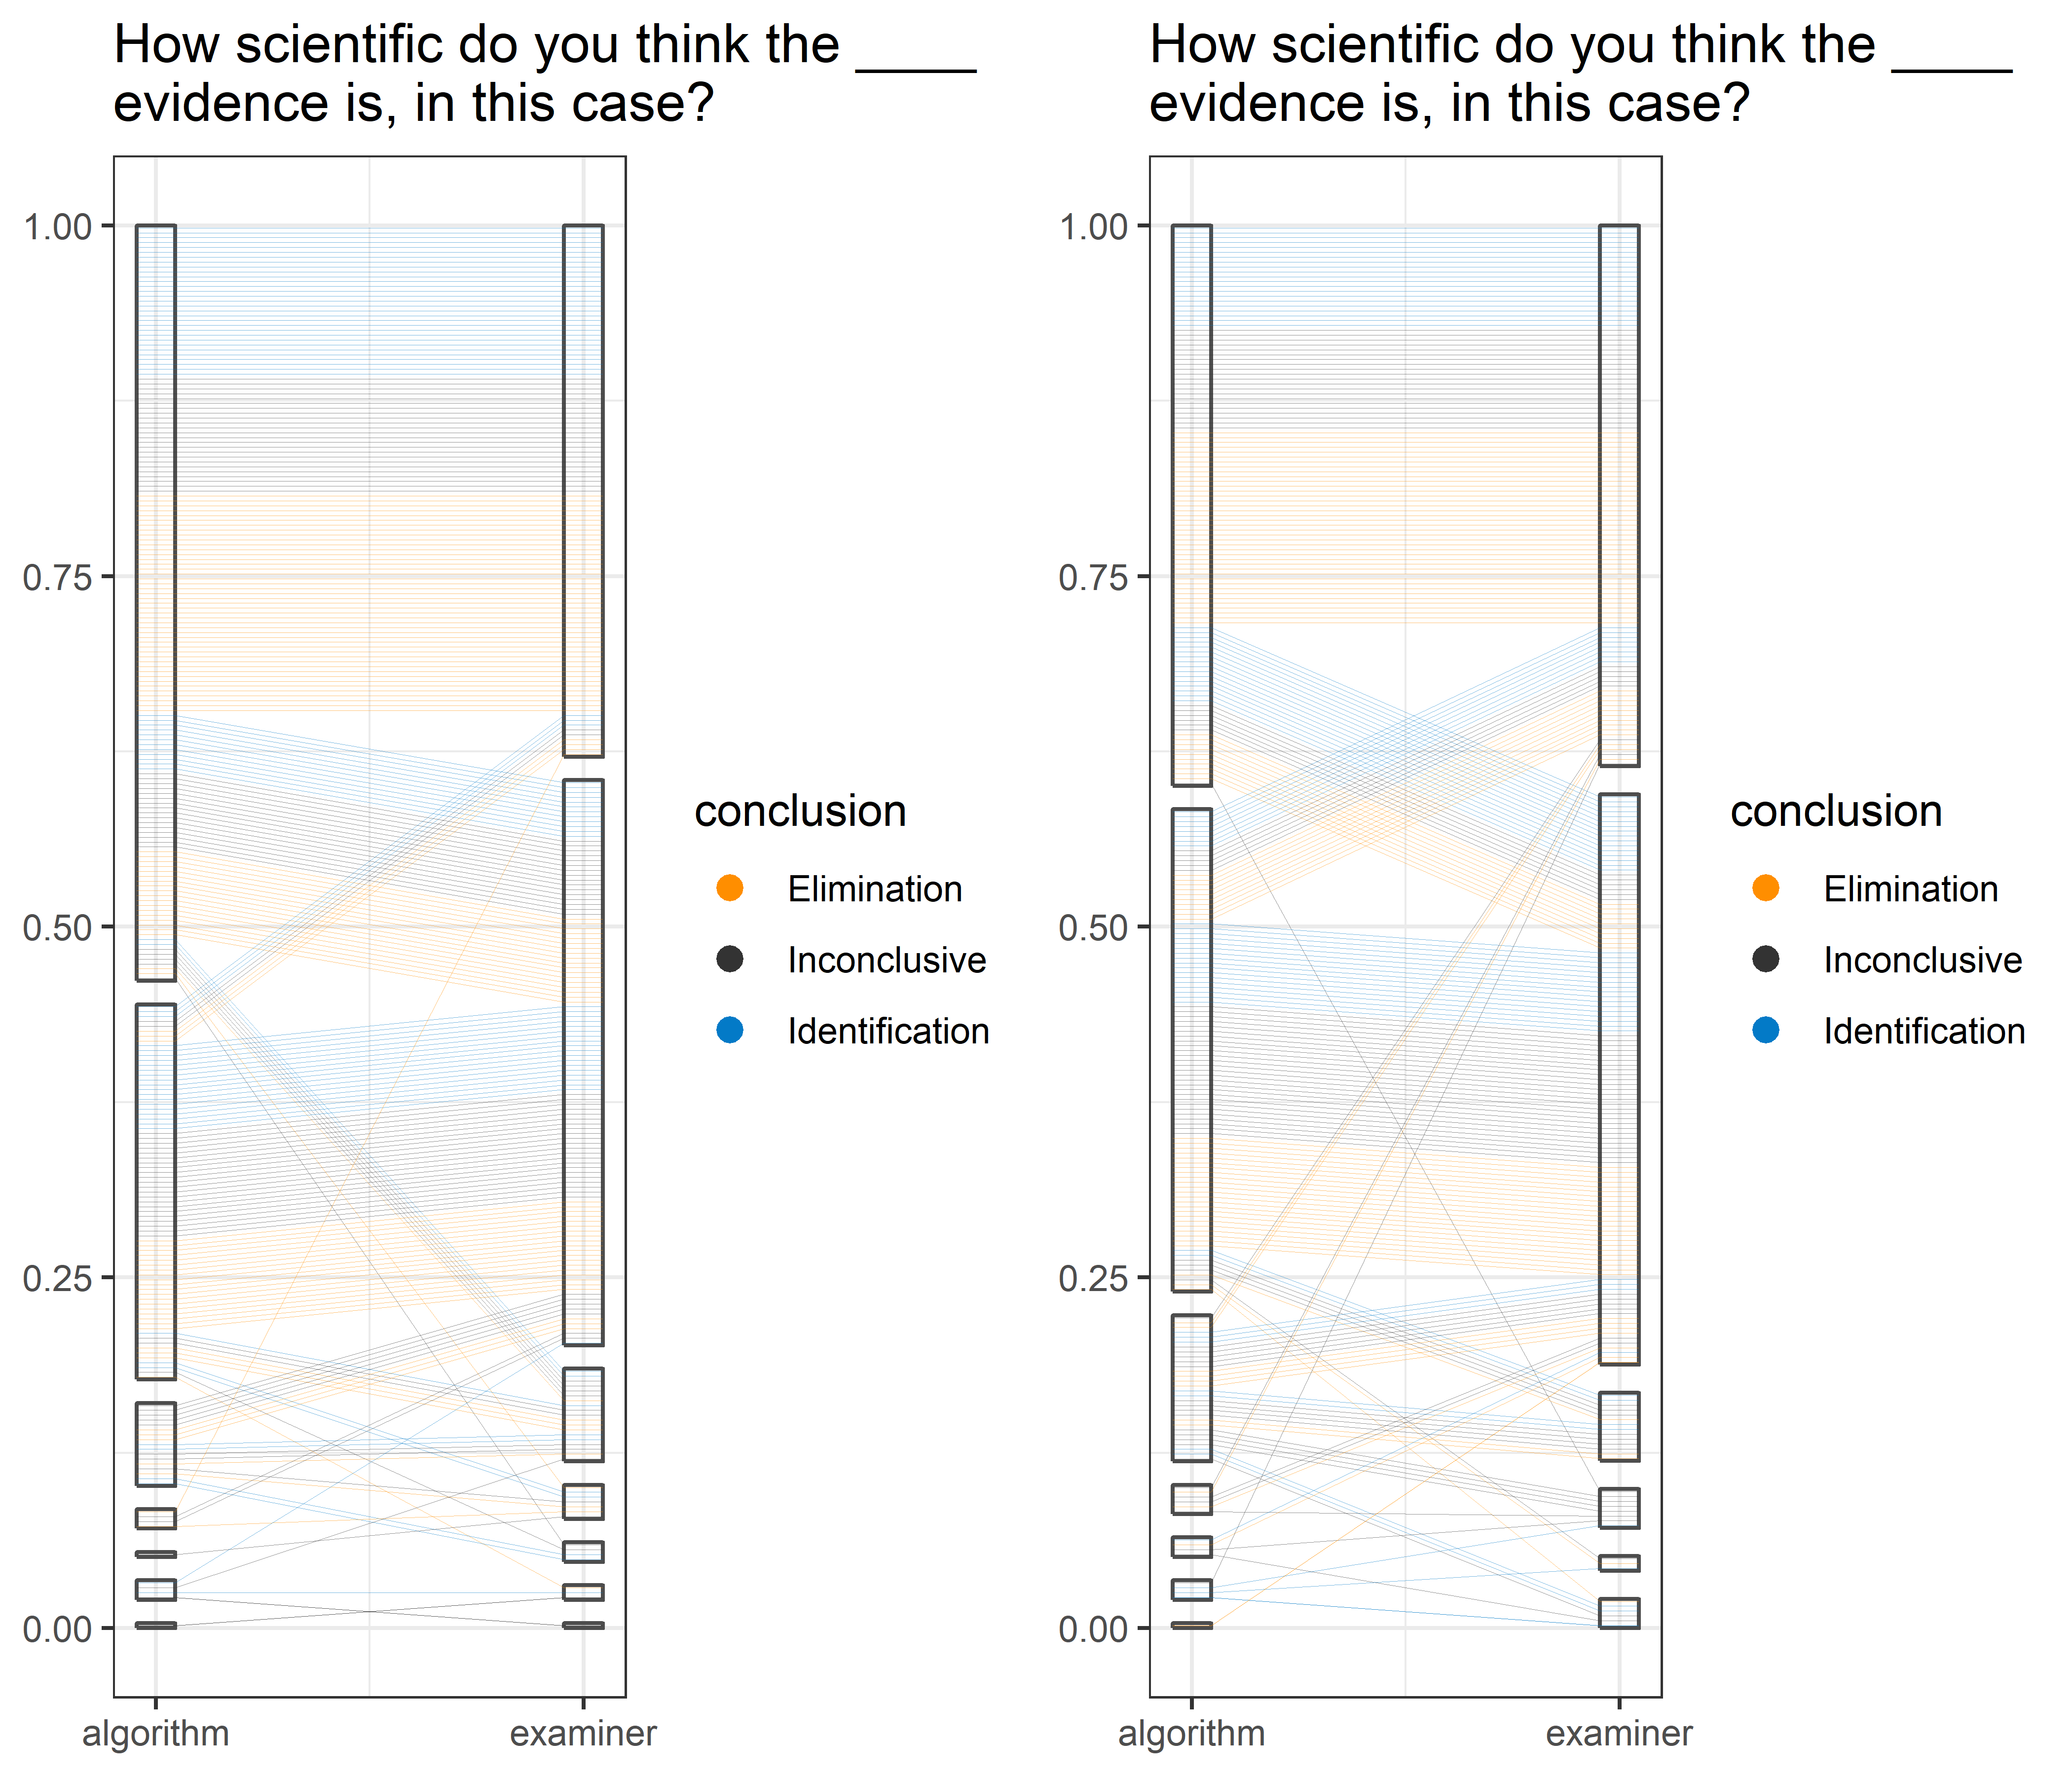 How scientific do you think the _____
evidence is, in this case?
1.00
0.75
0.50
0.25
0.00
algorithm
examiner
conclusion
Elimination
Inconclusive
Identification
How scientific do you think the _____
evidence is, in this case?
1.00
0.75
0.50
0.25
0.00
algorithm
examiner
conclusion
Elimination
Inconclusive
Identification